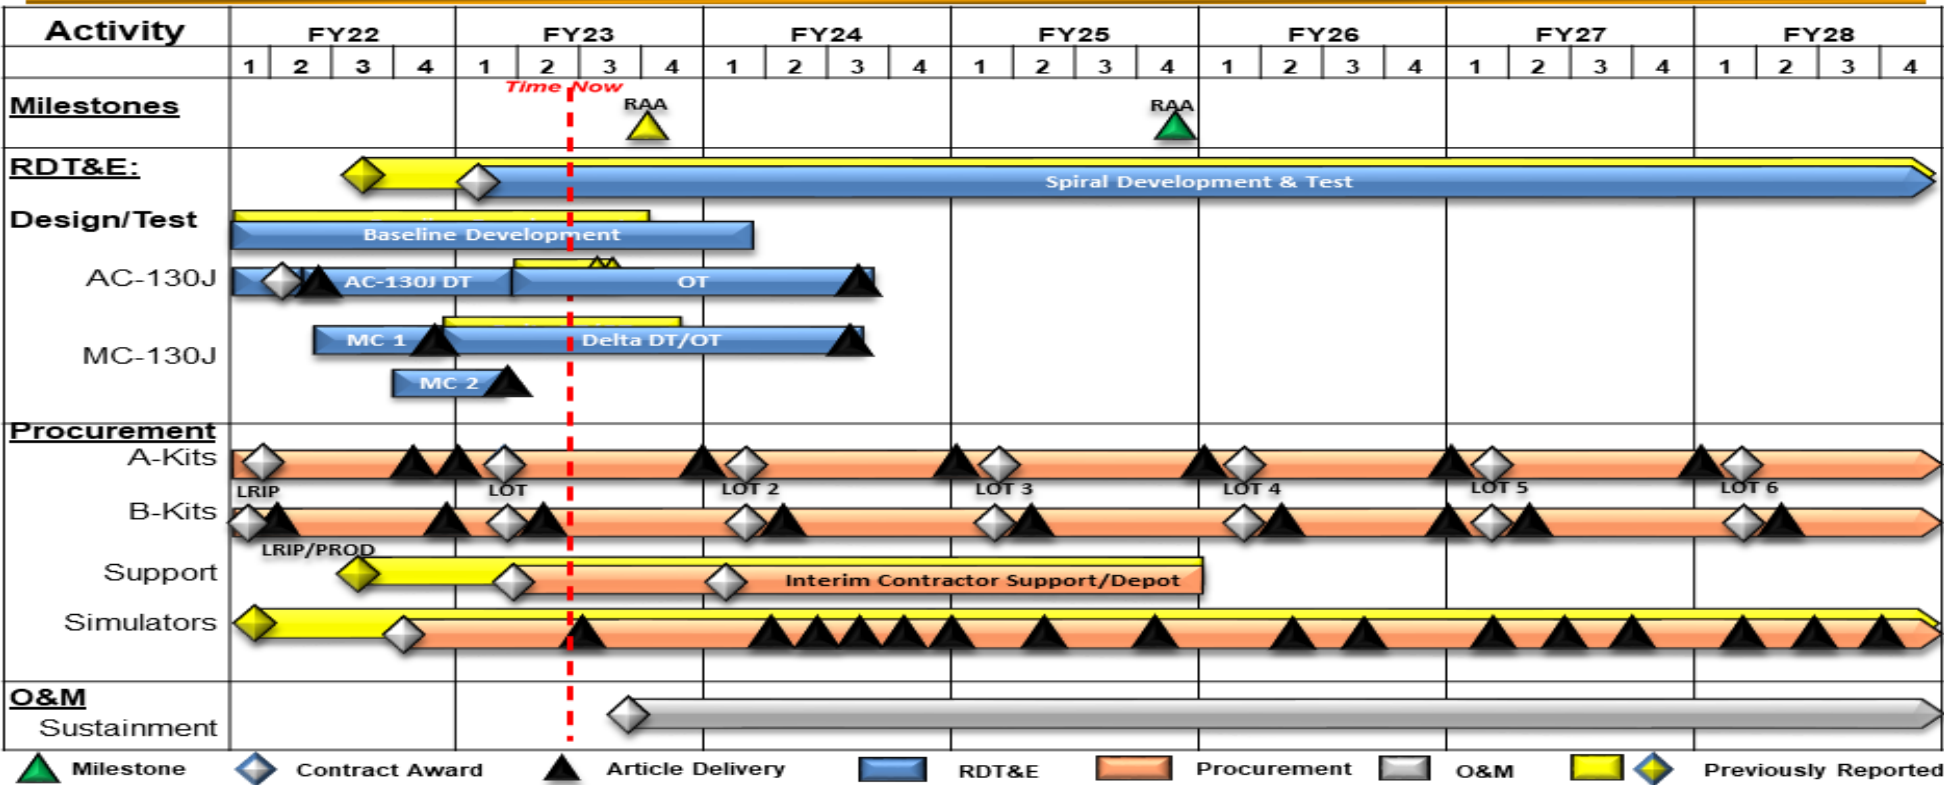 Activity FY22 FY23 FY24 FY25 FY26 FY27 FY28
1 2 3 4 1 2 3 4 1 2 3 4 1 2 3 4 1 2 3 4 1 2 3 4 1 2 3 4
Time Now
Milestones RAA RAA
RDT&E: Spiral Development & Test
Design/Test Baseline Development
AC-130J AC-130J DT OT
MC 1 Delta DT/OT
MC-130J
MC 2
Procurement
A-Kits
LRIP LOT LOT 2 LOT 3 LOT 4 LOT 5 LOT 6
B-Kits
LRIP/PROD
Support Interim Contractor Support/Depot
Simulators
O&M
Sustainment
Milestone Contract Award Article Delivery RDT&E Procurement O&M Previously Reported